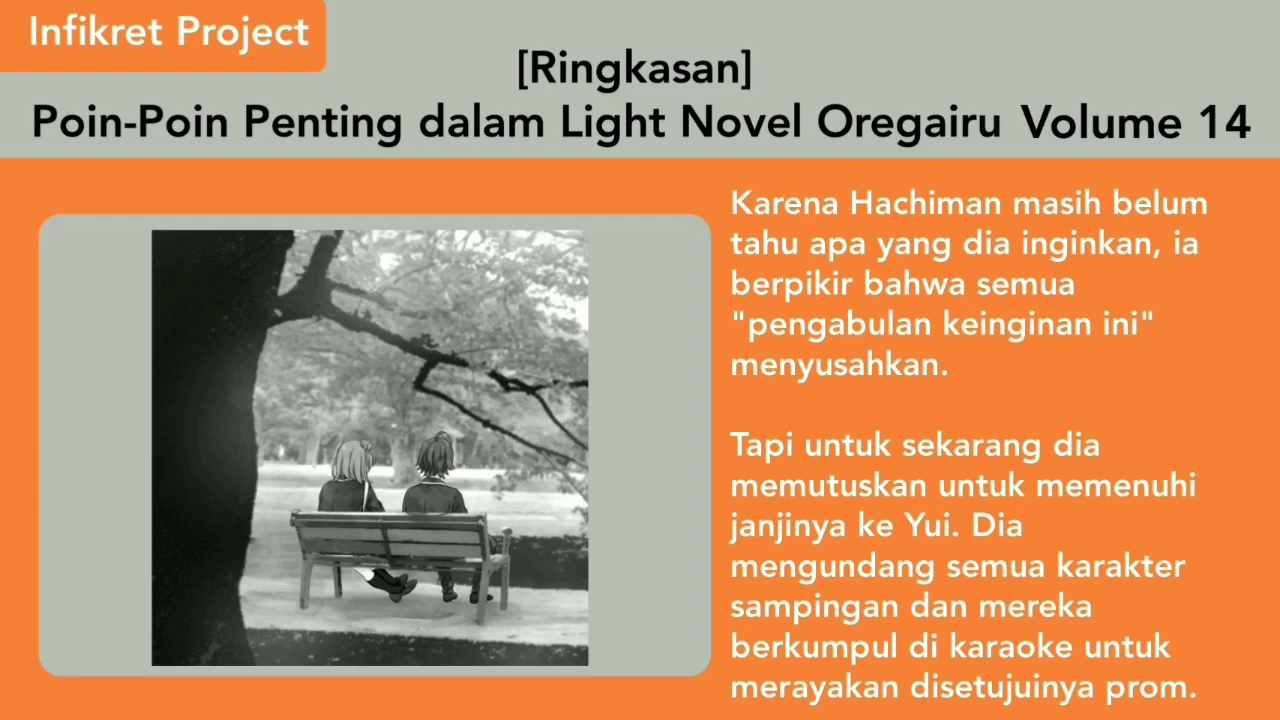 Infikret Project
[Ringkasan]
Poin-Poin Penting dalam Light Novel Oregairu Volume 14
Karena Hachiman masih belum
tahu apa yang dia inginkan, ia
berpikir bahwa semua
"pengabulan keinginan ini"
menyusahkan.
Tapi untuk sekarang dia
memutuskan untuk memenuhi
janjinya ke Yui. Dia
mengundang semua karakter
sampingan dan mereka
berkumpul di karaoke untuk
merayakan disetujuinya prom.